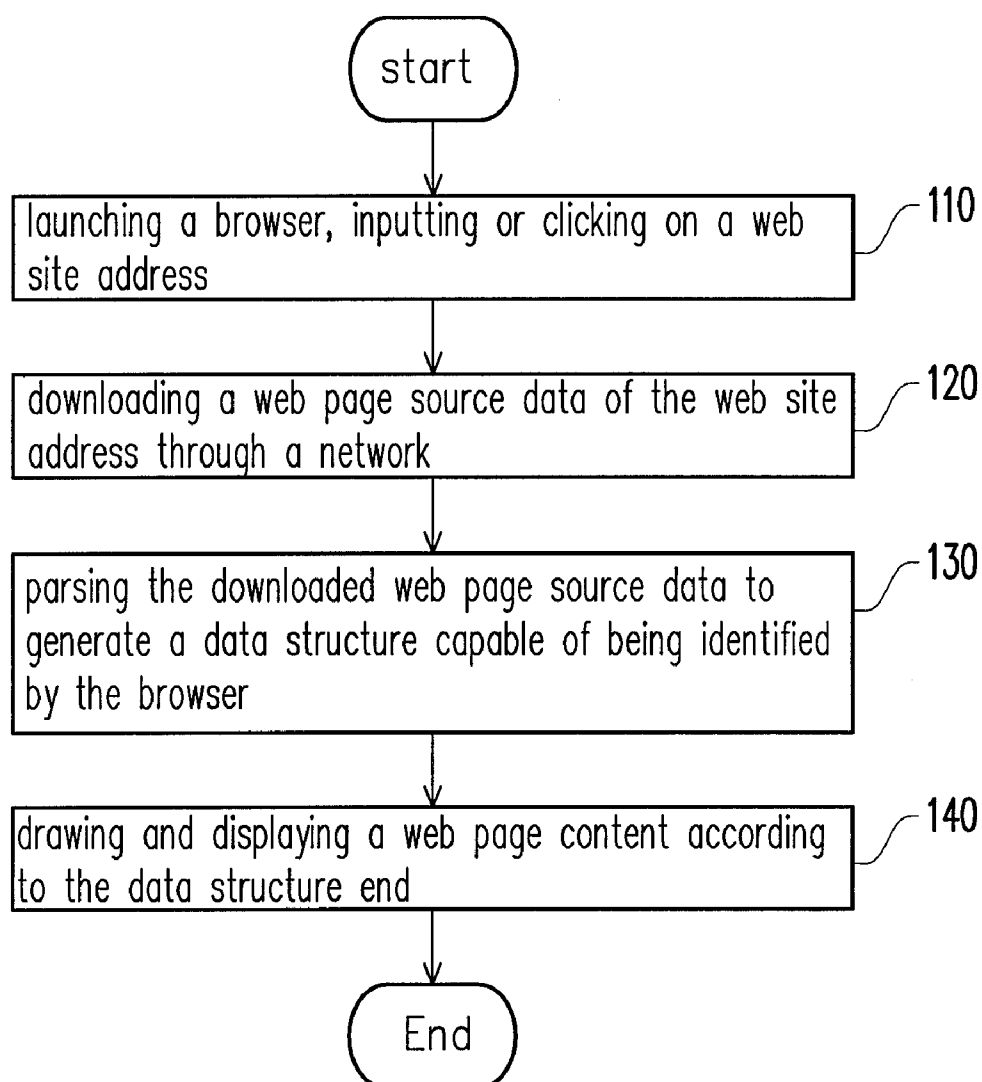 start
launching a browser, inputting or clicking on a web
site address
110
downloading a web page source data of the web site
address through a network
120
parsing the downloaded web page source data to
generate a data structure capable of being identified
by the browser
130
drawing and displaying a web page content according
to the data structure end
140
End